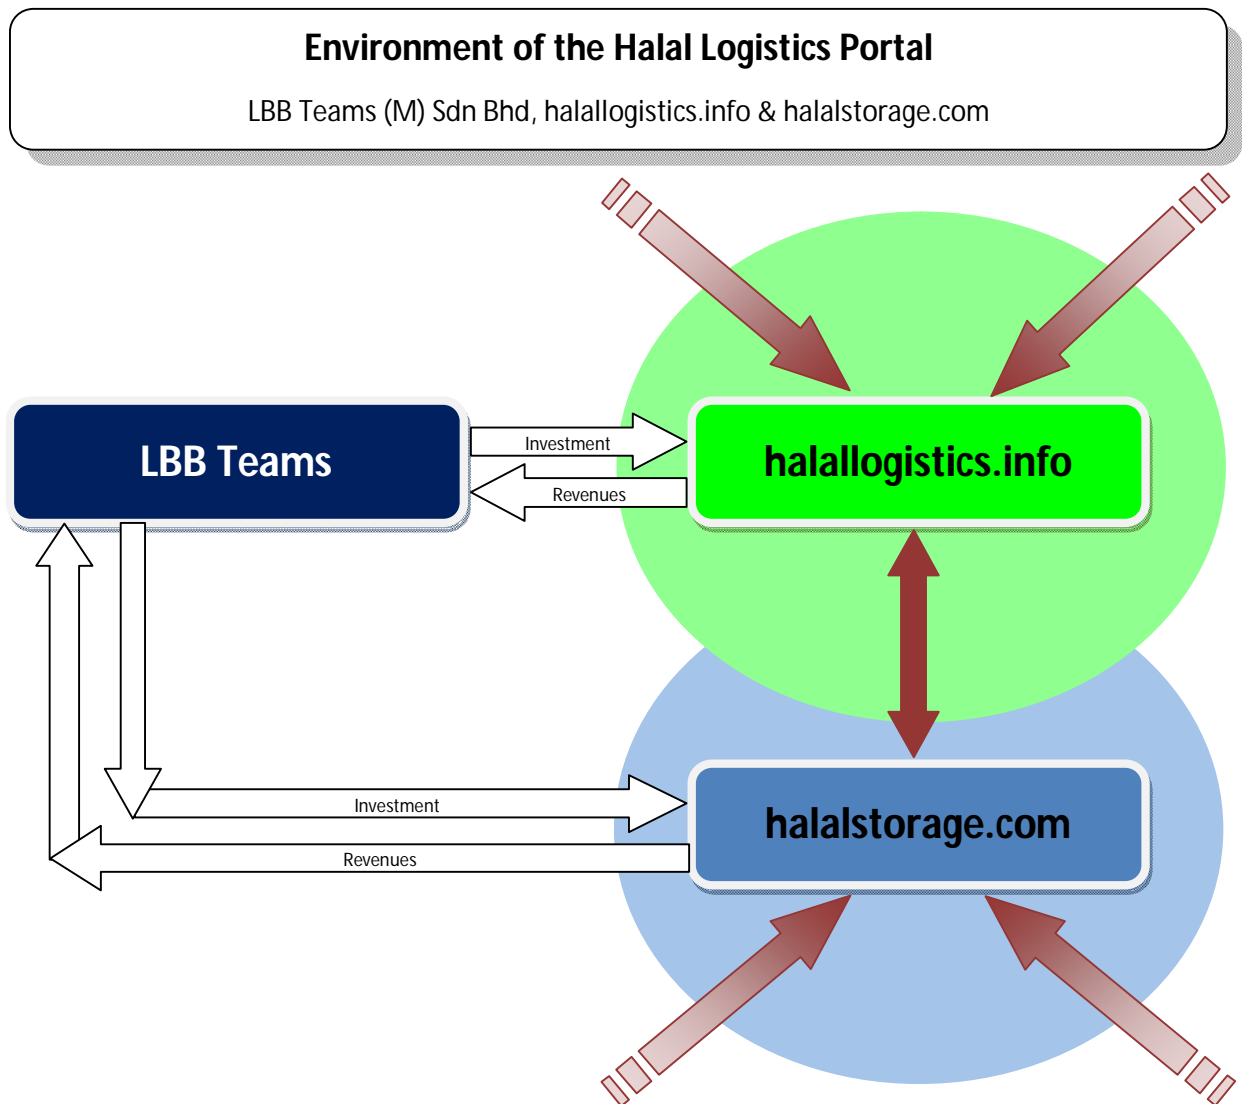 Environment of the Halal Logistics Portal
LBB Teams (M) Sdn Bhd, halallogistics.info & halalstorage.com
LBB Teams
Investment
Revenues
halallogistics.info
Investment
Revenues
halalstorage.com